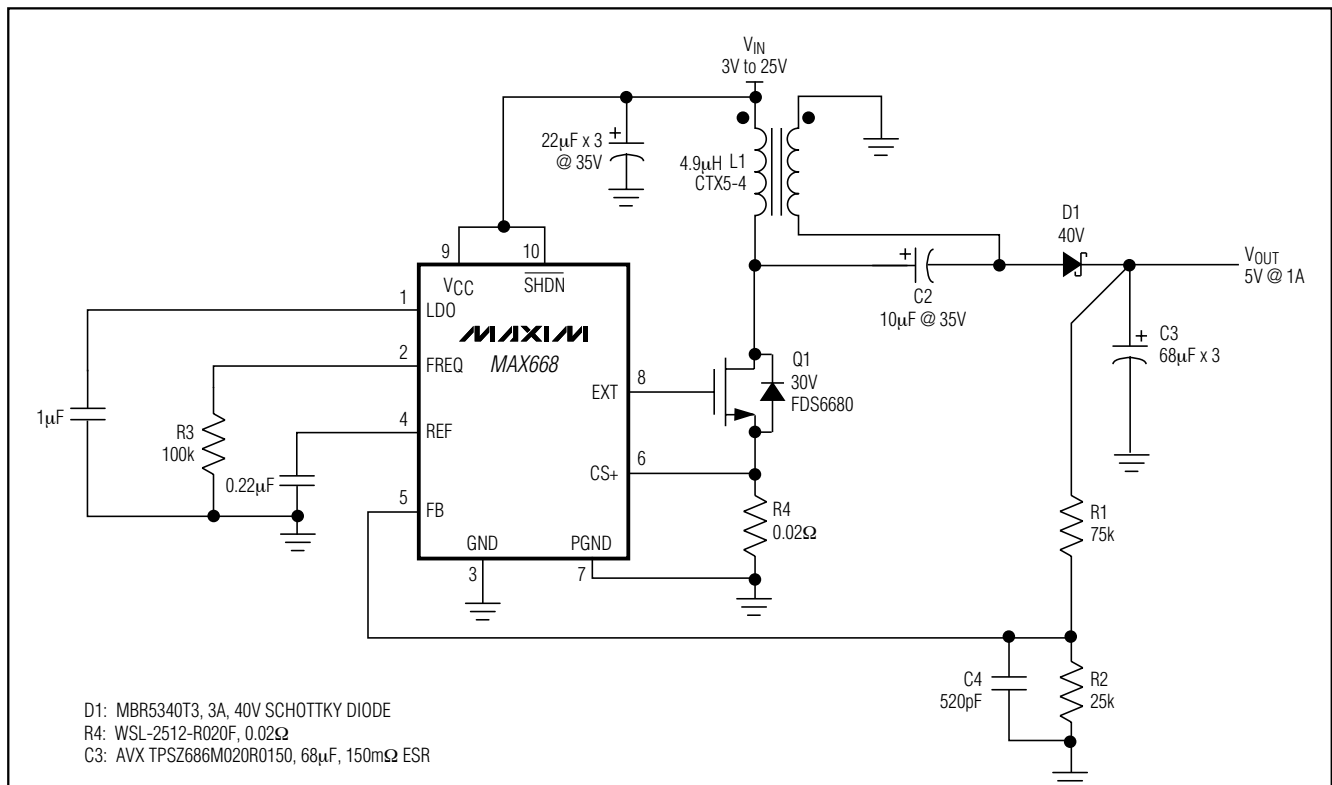 VIN
3V to 25V
22μF x 3
@ 35V
4.9μH L1
CTX5-4
D1
40V
VOUT
5V @ 1A
C2
10μF @ 35V
C3
68μF x 3
9
10
VCC
SHDN
1
LDO
MAXIM
MAX668
2
FREQ
EXT
8
Q1
30V
FDS6680
1μF
R3
100k
4
REF
0.22μF
CS+
6
5
FB
R4
0.02Ω
R1
75k
GND
PGND
3
7
C4
520pF
R2
25k
D1: MBR5340T3, 3A, 40V SCHOTTKY DIODE
R4: WSL-2512-R020F, 0.02Ω
C3: AVX TPSZ686M020R0150, 68μF, 150mΩ ESR